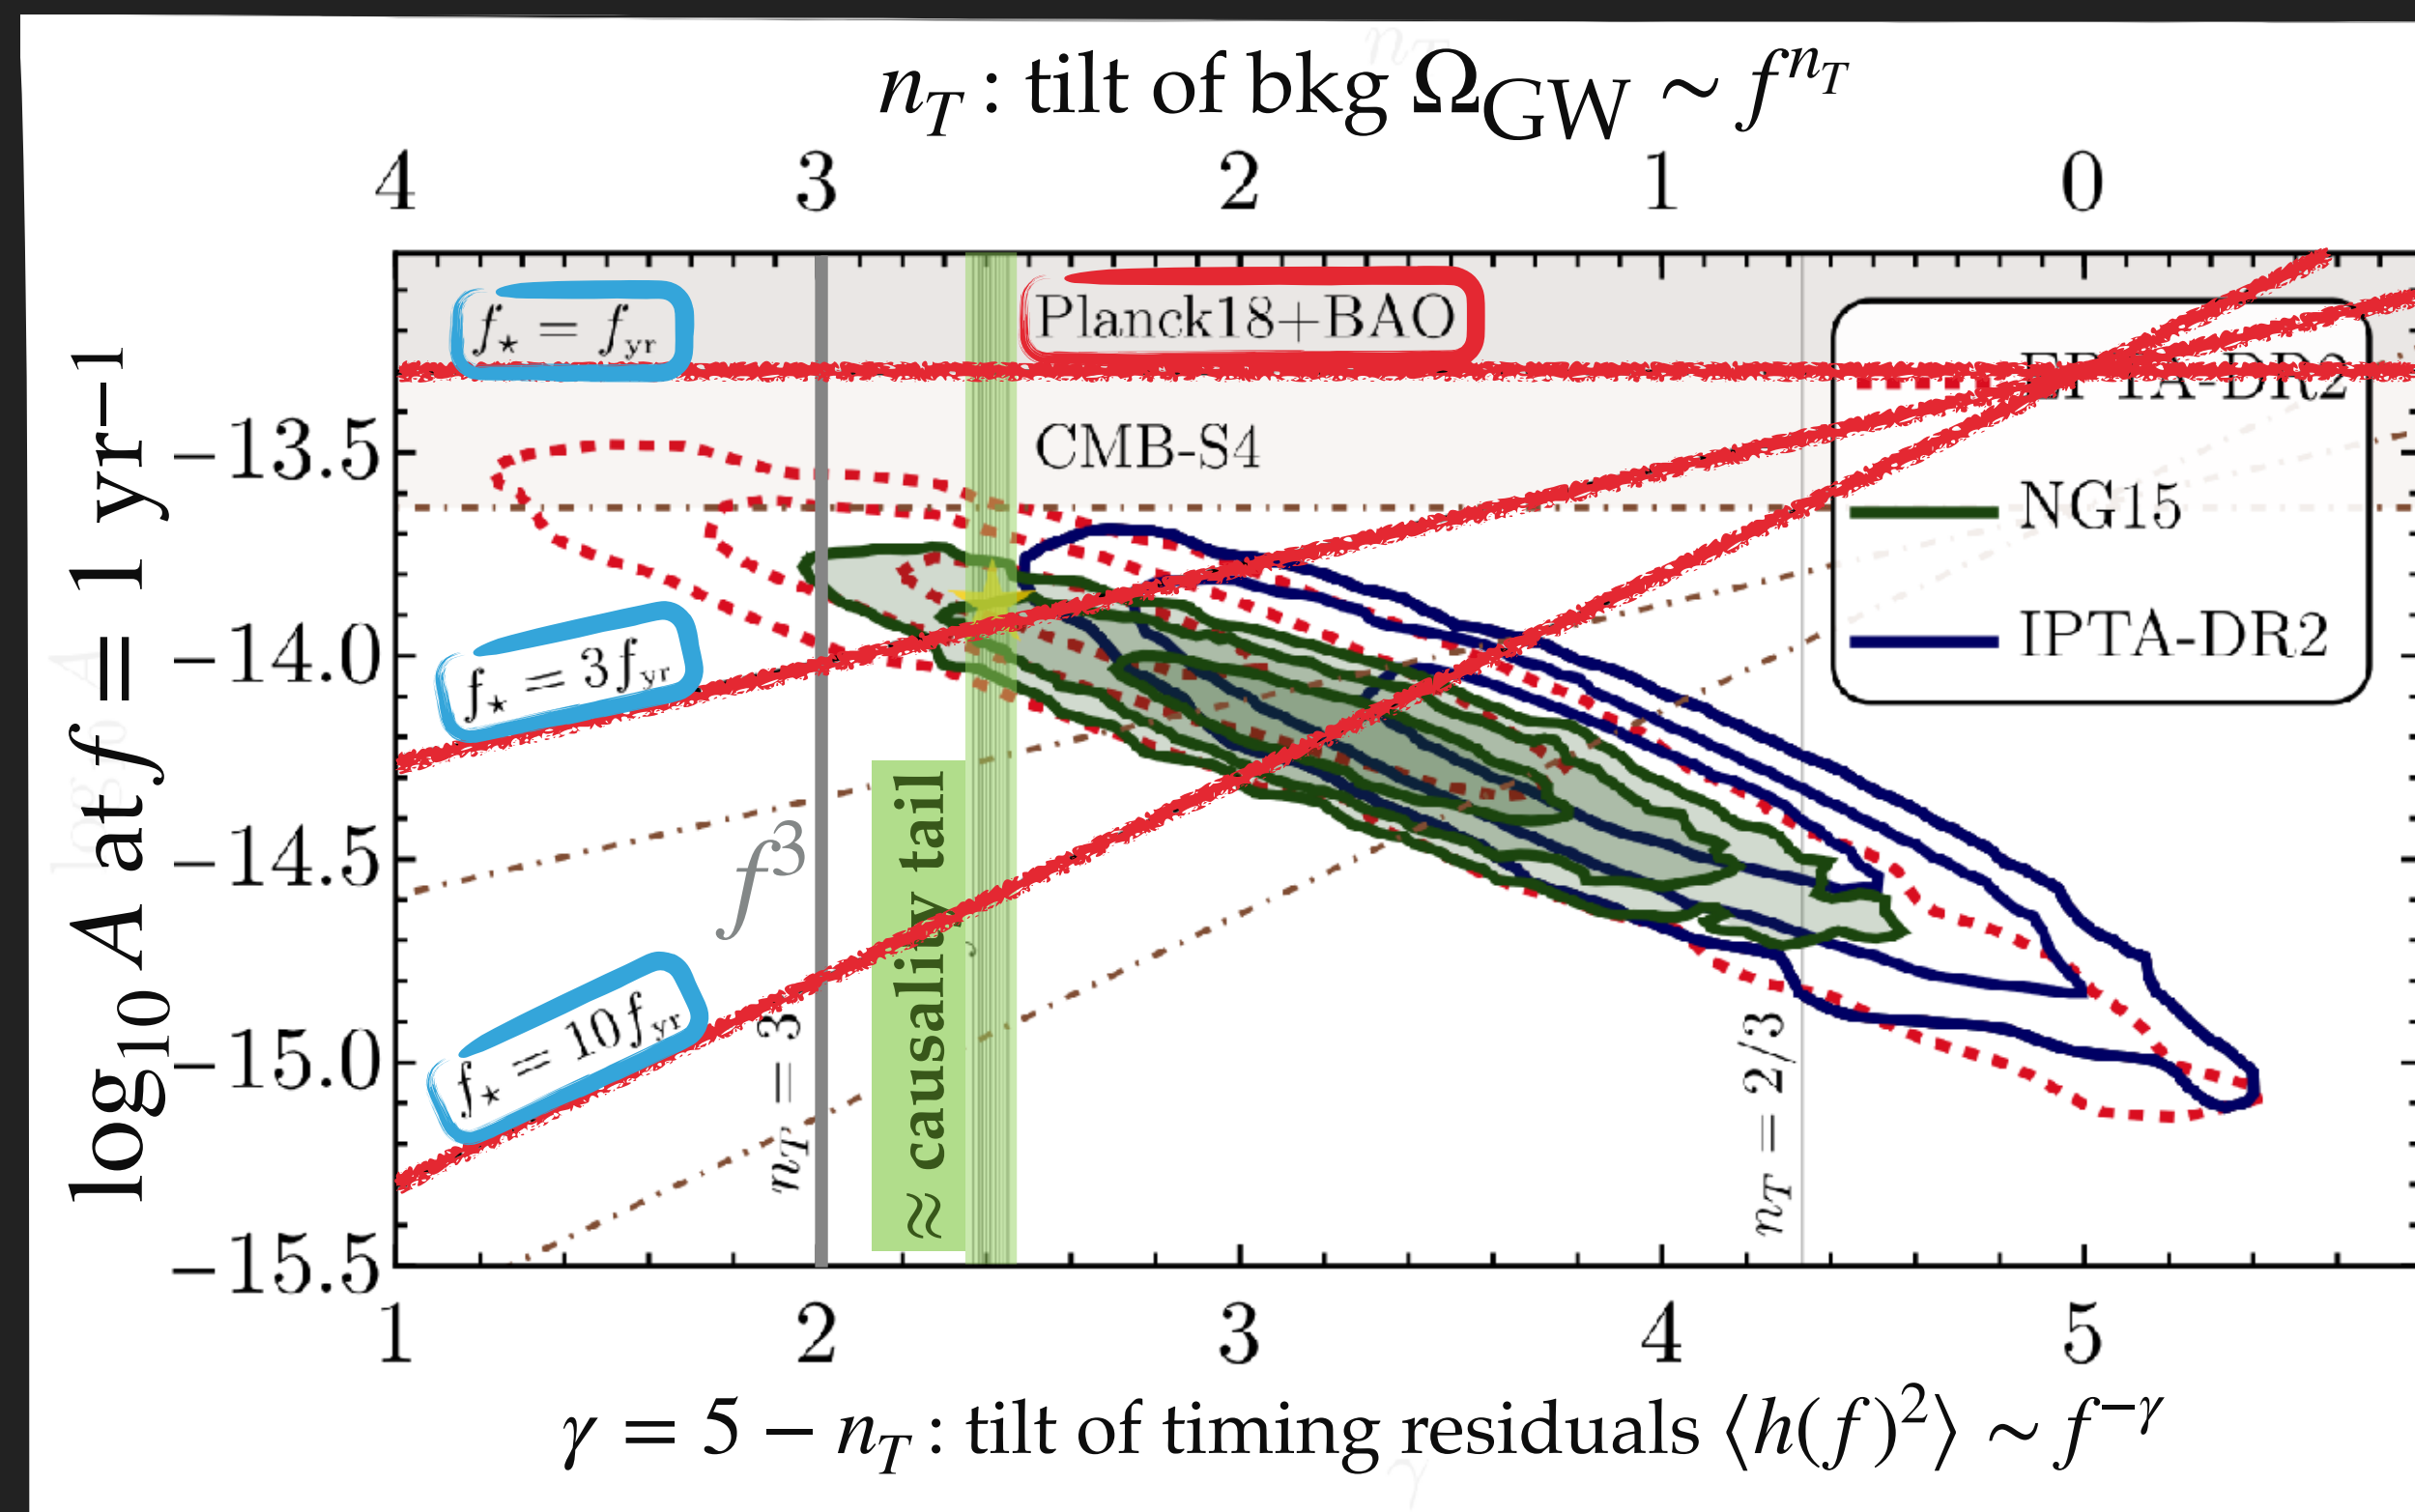 n_T : tilt of bkg Ω_GW ~ f^{n_T}
4 3 2 1 0
f⋆ = f_yr
Planck18+BAO
EPTA-DR2
CMB-S4
NG15
IPTA-DR2
log₁₀ A at f = 1 yr⁻¹
−13.5
−14.0
−14.5
−15.0
−15.5
f⋆ = 3f_yr
f³
f⋆ = 10f_yr
n_T = 3
≈ causality tail
n_T = 2/3
1 2 3 4 5
γ = 5 − n_T : tilt of timing residuals ⟨h(f)²⟩ ~ f^{−γ}